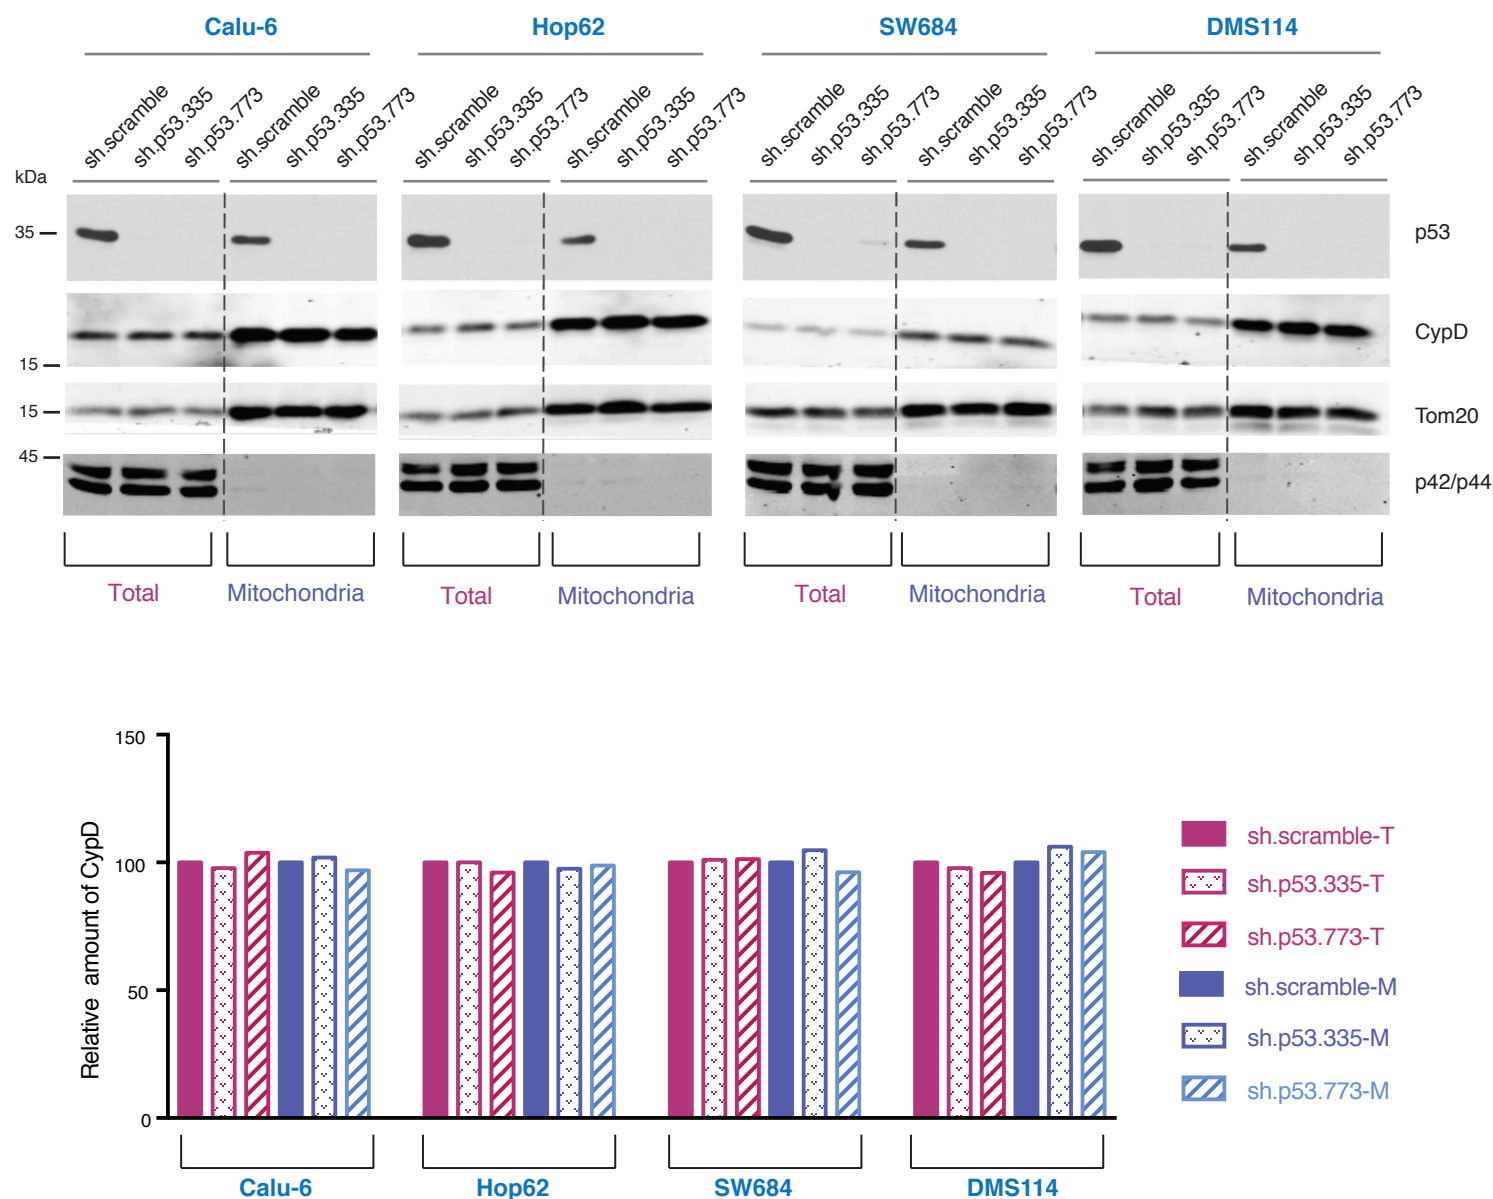 Calu-6 Hop62 SW684 DMS114
sh.scramble sh.p53.335 sh.p53.773 sh.scramble sh.p53.335 sh.p53.773 sh.scramble sh.p53.335 sh.p53.773 sh.scramble sh.p53.335 sh.p53.773 sh.scramble sh.p53.335 sh.p53.773 sh.scramble sh.p53.335 sh.p53.773 sh.scramble sh.p53.335 sh.p53.773 sh.scramble sh.p53.335 sh.p53.773
kDa
35 p53
CypD
15
15 Tom20
45
p42/p44
Total Mitochondria Total Mitochondria Total Mitochondria Total Mitochondria
150
100
50
0
Relative amount of CypD
sh.scramble-T
sh.p53.335-T
sh.p53.773-T
sh.scramble-M
sh.p53.335-M
sh.p53.773-M
Calu-6 Hop62 SW684 DMS114